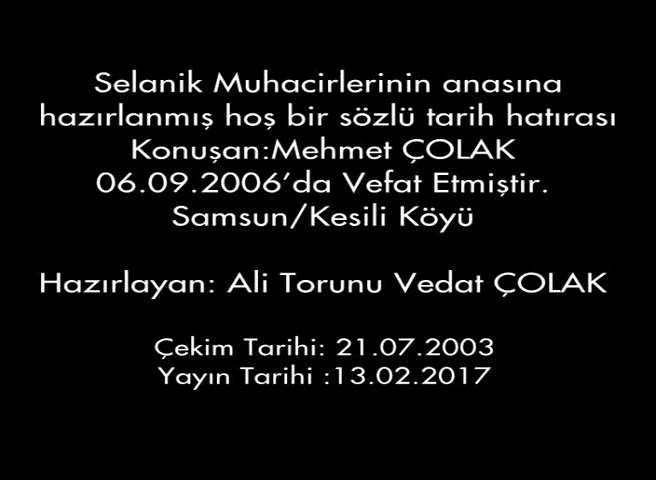 Selanik Muhacirlerinin anasına
hazırlanmış hoş bir sözlü tarih hatırası
Konuşan:Mehmet ÇOLAK
06.09.2006'da Vefat Etmiştir.
Samsun/Kesili Köyü
Hazırlayan: Ali Torunu Vedat ÇOLAK
Çekim Tarihi: 21.07.2003
Yayın Tarihi :13.02.2017